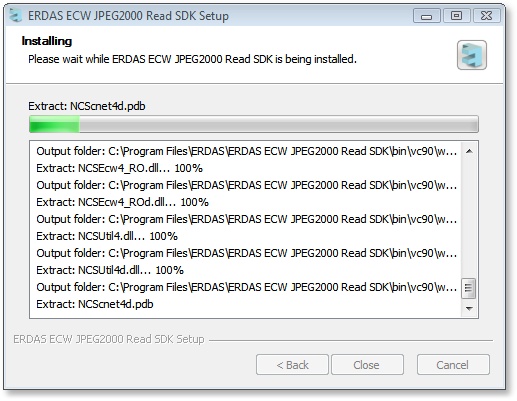 ERDAS ECW JPEG2000 Read SDK Setup
Installing
Please wait while ERDAS ECW JPEG2000 Read SDK is being installed.
Extract: NCScnet4d.pdb
Output folder: C:\Program Files\ERDAS\ERDAS ECW JPEG2000 Read SDK\bin\vc90\w...
Extract: NCSEcw4_RO.dll... 100%
Output folder: C:\Program Files\ERDAS\ERDAS ECW JPEG2000 Read SDK\bin\vc90\w...
Extract: NCSEcw4_ROd.dll... 100%
Output folder: C:\Program Files\ERDAS\ERDAS ECW JPEG2000 Read SDK\bin\vc90\w...
Extract: NCSUtil4.dll... 100%
Output folder: C:\Program Files\ERDAS\ERDAS ECW JPEG2000 Read SDK\bin\vc90\w...
Extract: NCSUtil4d.dll... 100%
Output folder: C:\Program Files\ERDAS\ERDAS ECW JPEG2000 Read SDK\bin\vc90\w...
Extract: NCScnet4d.pdb
ERDAS ECW JPEG2000 Read SDK Setup
< Back
Close
Cancel